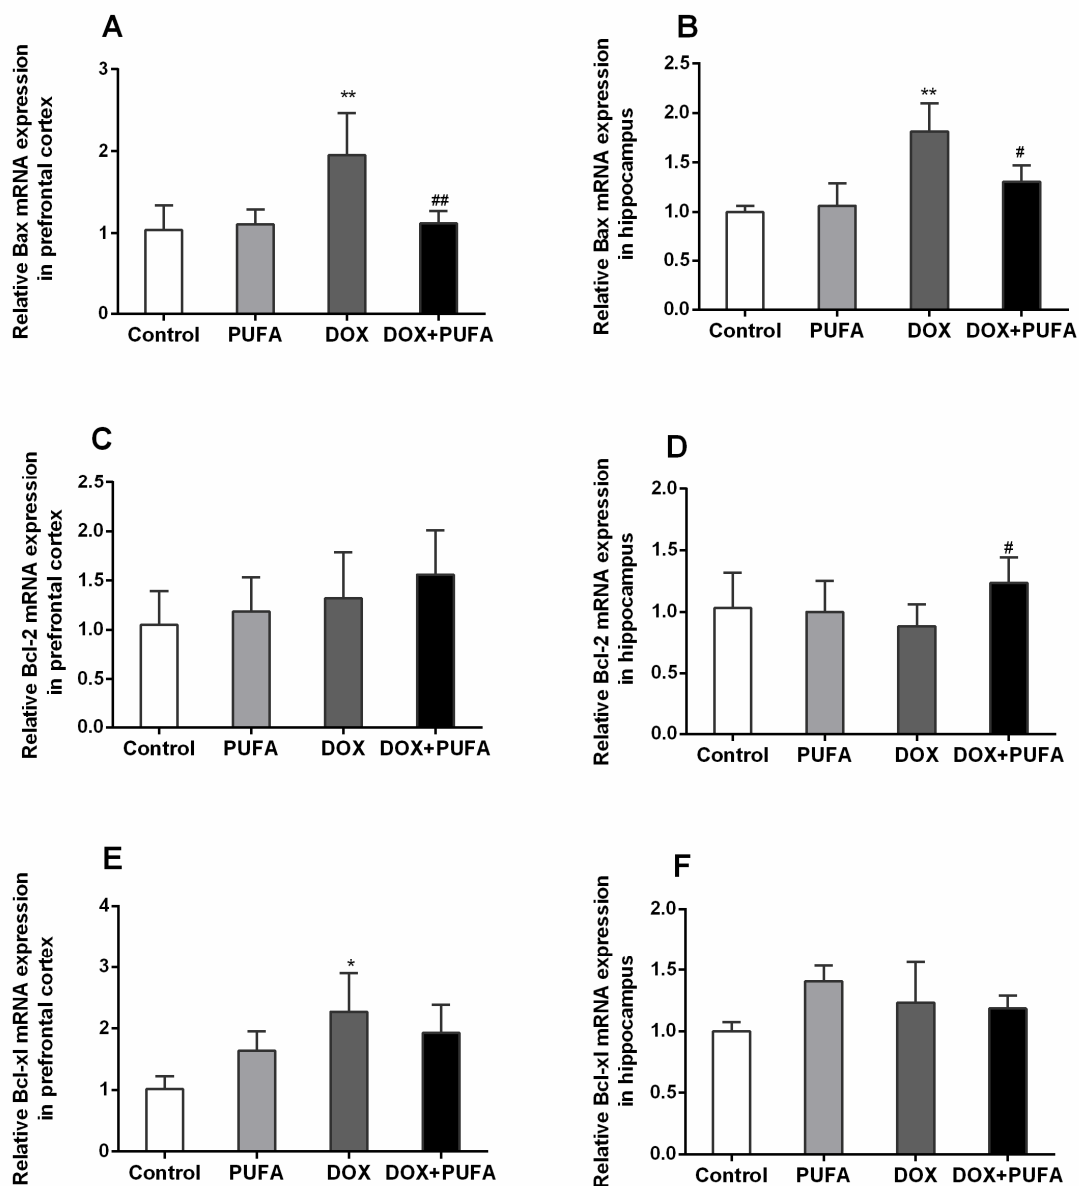 A
Relative Bax mRNA expression
in prefrontal cortex
3
2
1
0
**
##
Control PUFA DOX DOX+PUFA
B
Relative Bax mRNA expression
in hippocampus
2.5
2.0
1.5
1.0
0.5
0.0
**
#
Control PUFA DOX DOX+PUFA
C
Relative Bcl-2 mRNA expression
in prefrontal cortex
2.5
2.0
1.5
1.0
0.5
0.0
Control PUFA DOX DOX+PUFA
D
Relative Bcl-2 mRNA expression
in hippocampus
2.0
1.5
1.0
0.5
0.0
#
Control PUFA DOX DOX+PUFA
E
Relative Bcl-xl mRNA expression
in prefrontal cortex
4
3
2
1
0
*
Control PUFA DOX DOX+PUFA
F
Relative Bcl-xl mRNA expression
in hippocampus
2.0
1.5
1.0
0.5
0.0
Control PUFA DOX DOX+PUFA